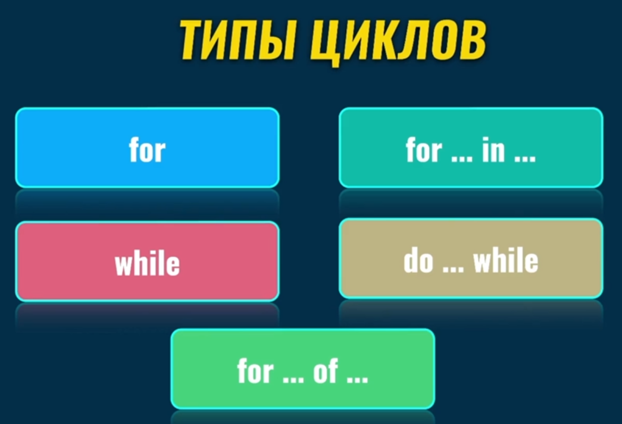 ТИПЫ ЦИКЛОВ
for
for ... in ...
while
do ... while
for ... of ...